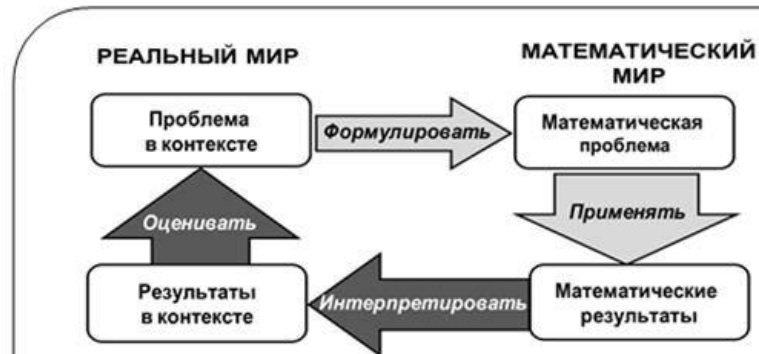 РЕАЛЬНЫЙ МИР
МАТЕМАТИЧЕСКИЙ
МИР
Проблема
в контексте
Формулировать
Математическая
проблема
Оценивать
Применять
Результаты
в контексте
Интерпретировать
Математические
результаты